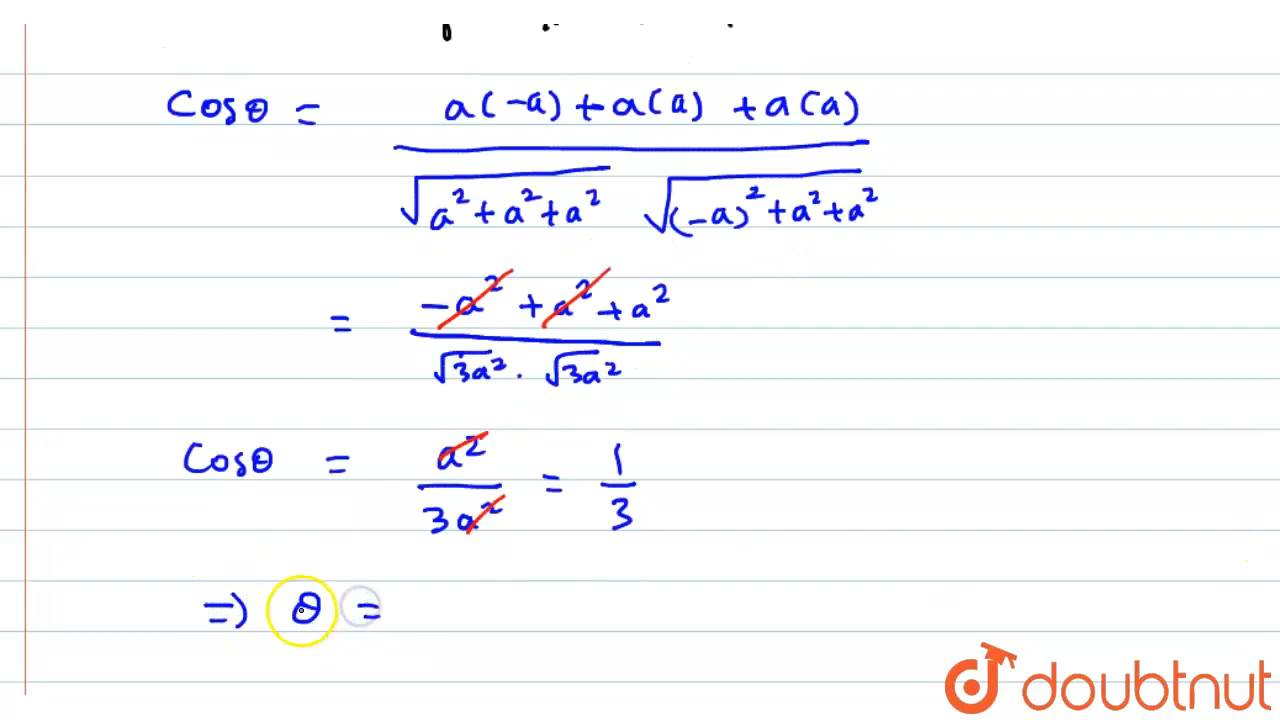 Cosθ = a(-a) + a(a) + a(a)
√a²+a²+a² √(-a)²+a²+a²
= -a² + a² + a²
√3a² . √3a²
Cosθ = a² = 1
3a² 3
=) θ =
doubtnut